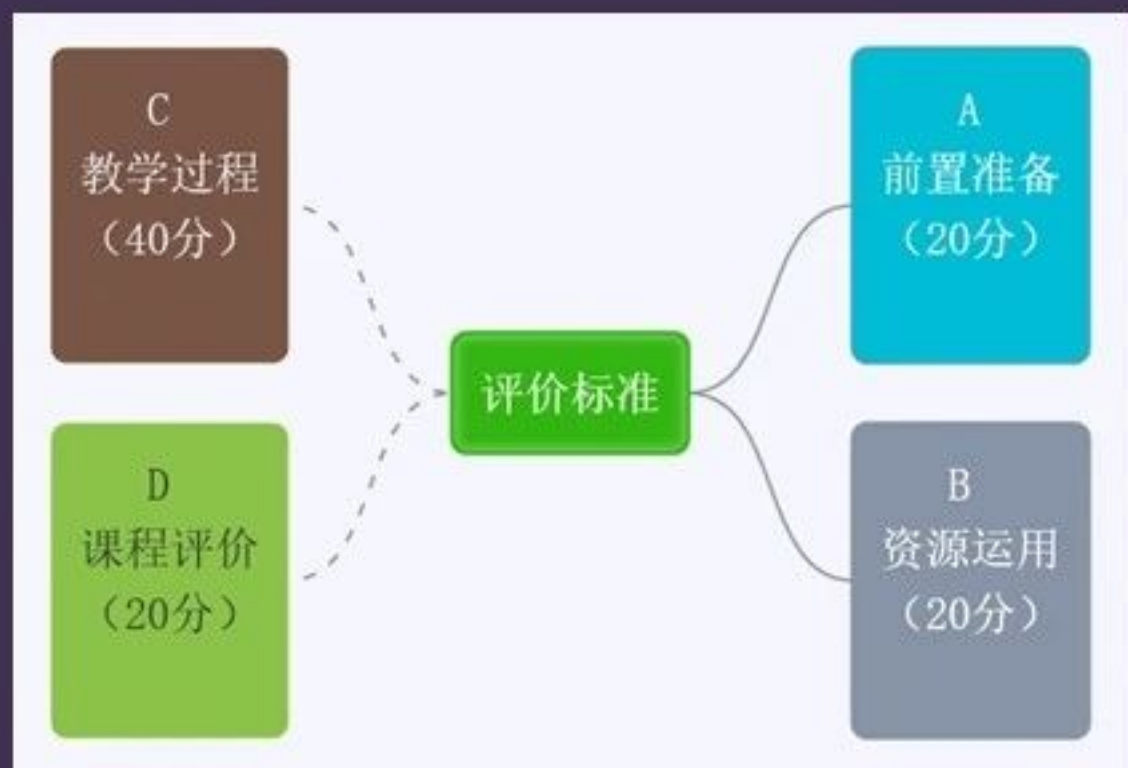 C
教学过程
（40分）
A
前置准备
（20分）
评价标准
D
课程评价
（20分）
B
资源运用
（20分）